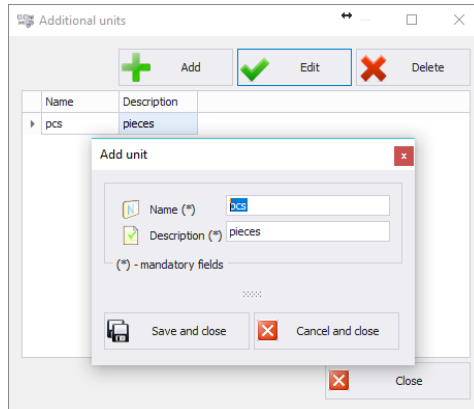 Additional units
Add Edit Delete
Name Description
pcs pieces
Add unit
x
Name (*) pcs
Description (*) pieces
(*) - mandatory fields
Save and close Cancel and close
Close